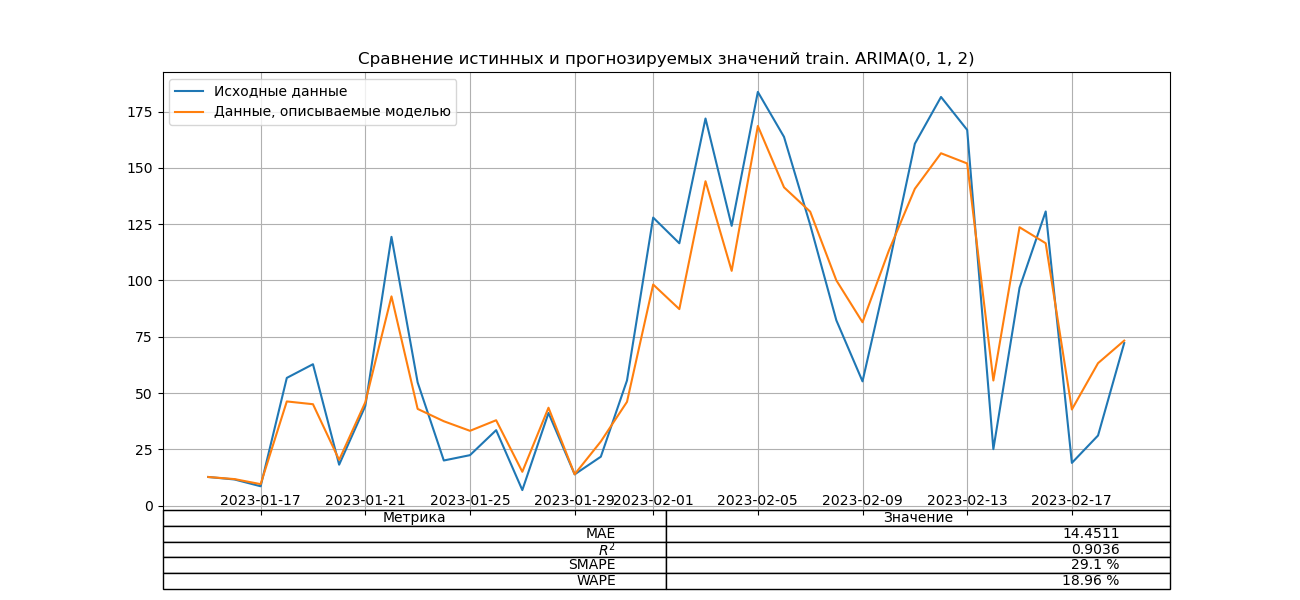 Сравнение истинных и прогнозируемых значений train. ARIMA(0, 1, 2)
Исходные данные
Данные, описываемые моделью
175
150
125
100
75
50
25
0
2023-01-17 2023-01-21 2023-01-25 2023-01-29 2023-02-01 2023-02-05 2023-02-09 2023-02-13 2023-02-17
Метрика Значение
MAE 14.4511
R² 0.9036
SMAPE 29.1 %
WAPE 18.96 %